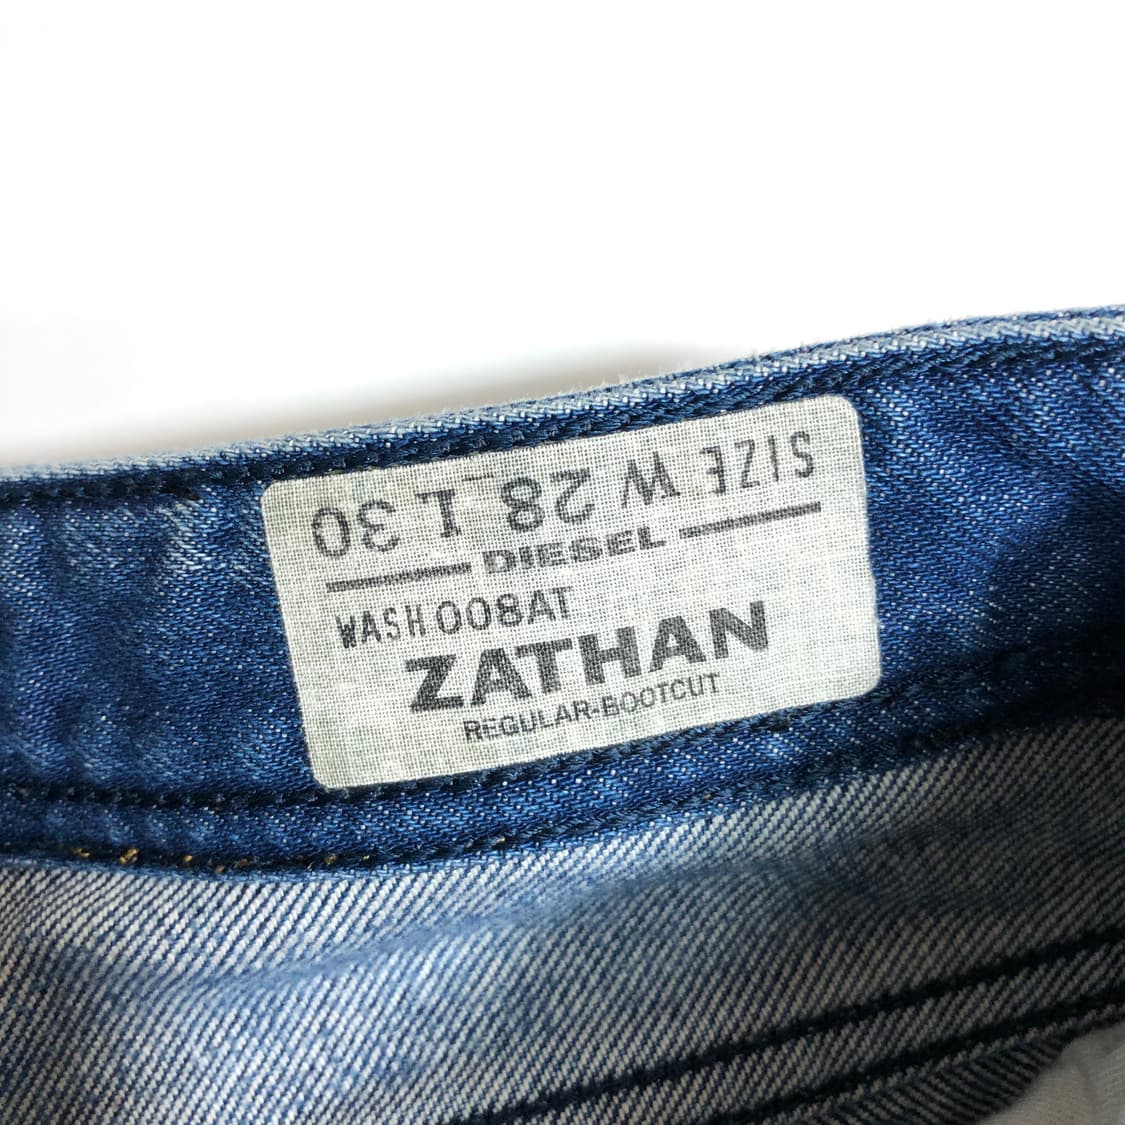 SIZE W 28 L 30
DIESEL
WASH 008AT
ZATHAN
REGULAR-BOOTCUT